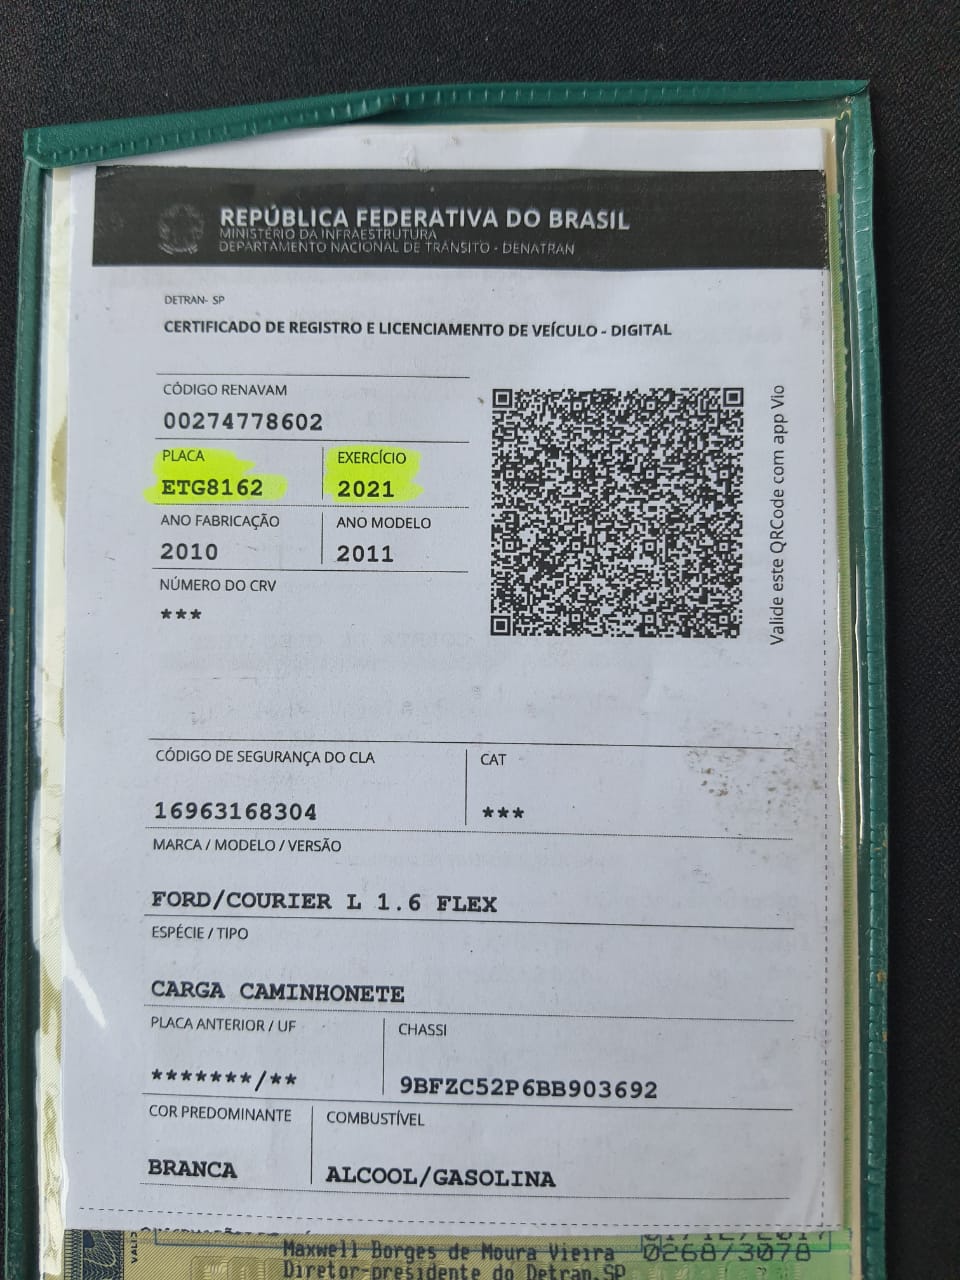 REPÚBLICA FEDERATIVA DO BRASIL
MINISTÉRIO DA INFRAESTRUTURA
DEPARTAMENTO NACIONAL DE TRÂNSITO - DENATRAN
DETRAN- SP
CERTIFICADO DE REGISTRO E LICENCIAMENTO DE VEÍCULO - DIGITAL
CÓDIGO RENAVAM
00274778602
PLACA EXERCÍCIO
ETG8162 2021
ANO FABRICAÇÃO ANO MODELO
2010 2011
NÚMERO DO CRV
***
Valide este QRCode com app Vio
CÓDIGO DE SEGURANÇA DO CLA CAT
16963168304 ***
MARCA / MODELO / VERSÃO
FORD/COURIER L 1.6 FLEX
ESPÉCIE / TIPO
CARGA CAMINHONETE
PLACA ANTERIOR / UF CHASSI
*******/** 9BFZC52P6BB903692
COR PREDOMINANTE COMBUSTÍVEL
BRANCA ALCOOL/GASOLINA
Maxwell Borges de Moura Vieira 0268/3078
Diretor-presidente do Detran.SP